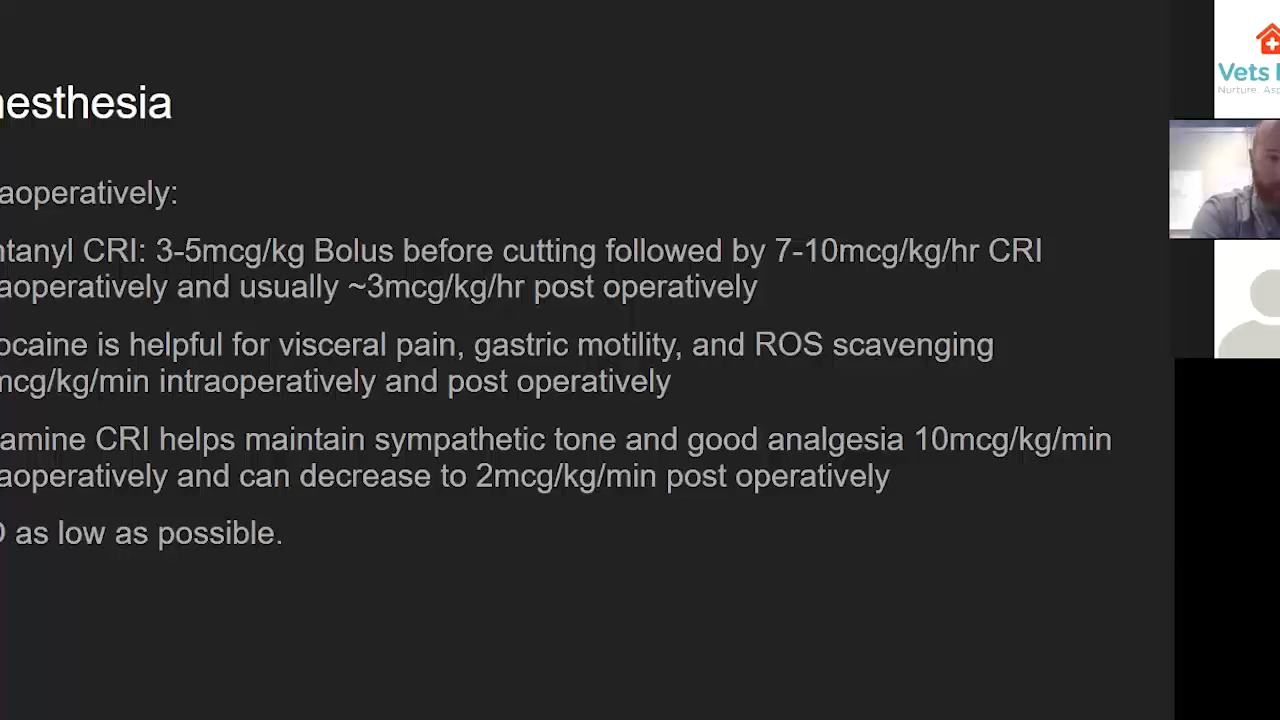 nesthesia
aoperatively:
ntanyl CRI: 3-5mcg/kg Bolus before cutting followed by 7-10mcg/kg/hr CRI
aoperatively and usually ~3mcg/kg/hr post operatively
ocaine is helpful for visceral pain, gastric motility, and ROS scavenging
mcg/kg/min intraoperatively and post operatively
amine CRI helps maintain sympathetic tone and good analgesia 10mcg/kg/min
aoperatively and can decrease to 2mcg/kg/min post operatively
as low as possible.
Vets
Nurture. Asp